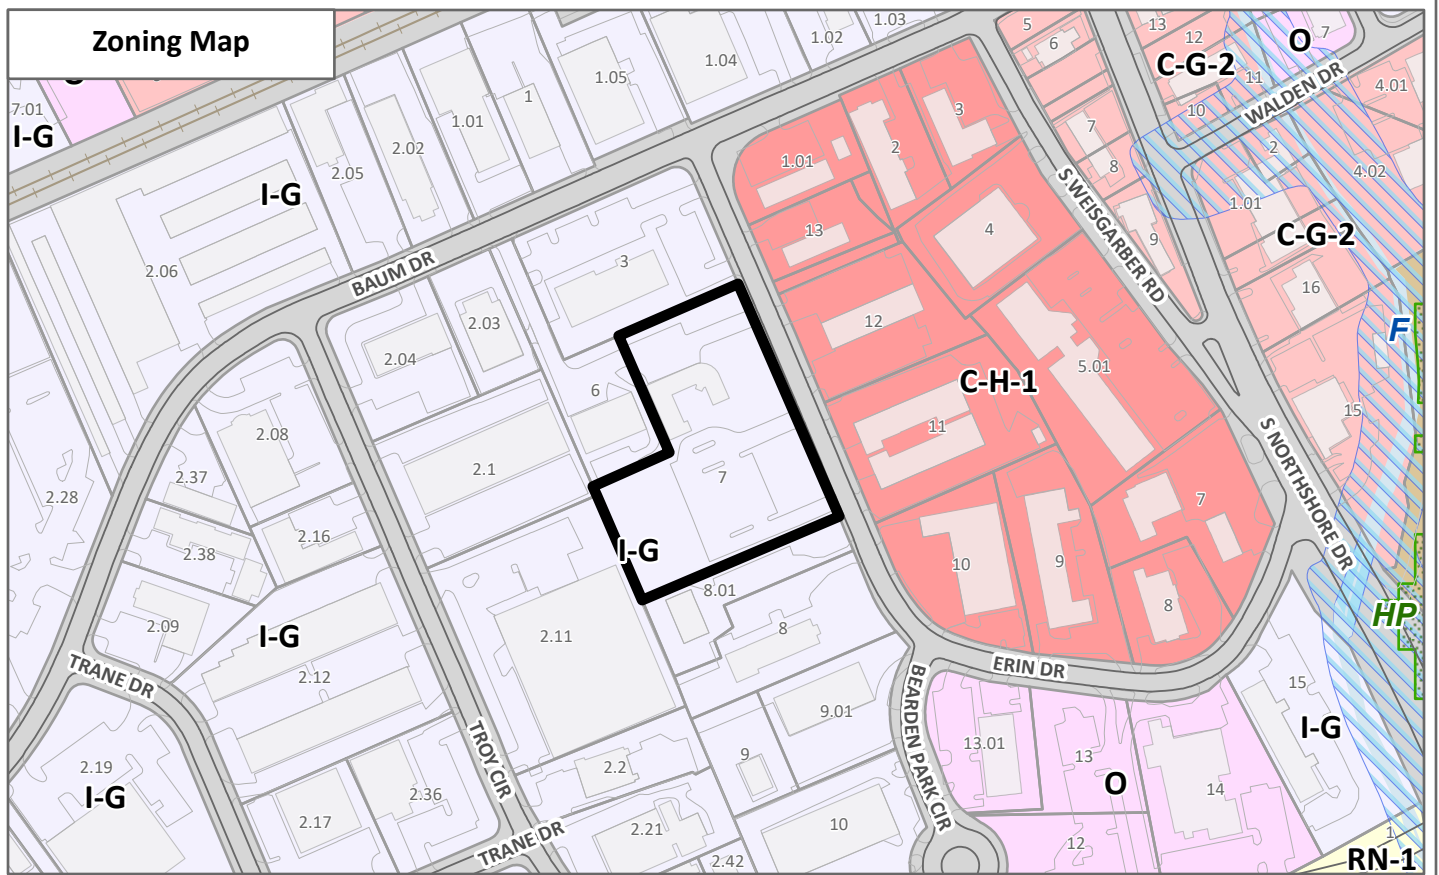 Zoning Map
1.03
1.02
1.04
1.05
1
1.01
2.02
2.05
7.01
I-G
I-G
2.06
BAUM DR
5
6
13
12
C-G-2
O
7
11
10
WALDEN DR
4.01
4.02
7
8
2
1.01
C-G-2
9
16
S WEISGARBER RD
3
2
1.01
13
4
12
5.01
C-H-1
11
10
9
7
8
F
15
S NORTHSHORE DR
HP
3
2.03
2.04
6
2.1
7
I-G
2.08
2.37
2.28
2.38
2.16
2.09
I-G
2.12
2.11
8.01
8
9.01
9
ERIN DR
BEARDEN PARK CIR
TROY CIR
TRANE DR
2.19
I-G
2.17
2.36
2.2
2.21
TRANE DR
2.42
10
13.01
13
O
14
12
15
I-G
1
RN-1